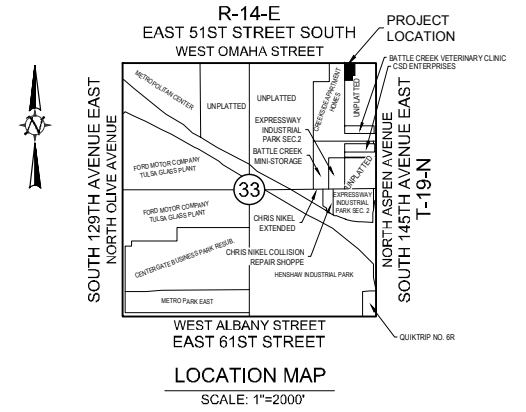 R-14-E
EAST 51ST STREET SOUTH
WEST OMAHA STREET
PROJECT
LOCATION
BATTLE CREEK VETERINARY CLINIC
CSD ENTERPRISES
METROPOLITAN CENTER
UNPLATTED
UNPLATTED
CREEKSIDE APARTMENT
HOMES
UNPLATTED
EXPRESSWAY
INDUSTRIAL
PARK SEC.2
BATTLE CREEK
MINI-STORAGE
UNPLATTED
FORD MOTOR COMPANY
TULSA GLASS PLANT
33
EXPRESSWAY
INDUSTRIAL
PARK SEC. 2
FORD MOTOR COMPANY
TULSA GLASS PLANT
CHRIS NIKEL
EXTENDED
CHRIS NIKEL COLLISION
REPAIR SHOPPE
CENTERGATE BUSINESS PARK RESUB.
HENSHAW INDUSTRIAL PARK
METRO PARK EAST
SOUTH 129TH AVENUE EAST
NORTH OLIVE AVENUE
NORTH ASPEN AVENUE
SOUTH 145TH AVENUE EAST
T-19-N
N
WEST ALBANY STREET
EAST 61ST STREET
QUIKTRIP NO. 6R
LOCATION MAP
SCALE: 1"=2000'